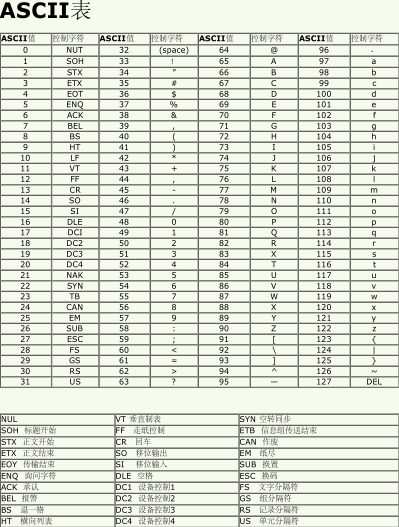 ASCII表
ASCII值 控制字符 ASCII值 控制字符 ASCII值 控制字符 ASCII值 控制字符
0 NUT 32 (space) 64 @ 96 、
1 SOH 33 ! 65 A 97 a
2 STX 34 ” 66 B 98 b
3 ETX 35 # 67 C 99 c
4 EOT 36 $ 68 D 100 d
5 ENQ 37 % 69 E 101 e
6 ACK 38 & 70 F 102 f
7 BEL 39 , 71 G 103 g
8 BS 40 ( 72 H 104 h
9 HT 41 ) 73 I 105 i
10 LF 42 * 74 J 106 j
11 VT 43 + 75 K 107 k
12 FF 44 , 76 L 108 l
13 CR 45 - 77 M 109 m
14 SO 46 . 78 N 110 n
15 SI 47 / 79 O 111 o
16 DLE 48 0 80 P 112 p
17 DCI 49 1 81 Q 113 q
18 DC2 50 2 82 R 114 r
19 DC3 51 3 83 X 115 s
20 DC4 52 4 84 T 116 t
21 NAK 53 5 85 U 117 u
22 SYN 54 6 86 V 118 v
23 TB 55 7 87 W 119 w
24 CAN 56 8 88 X 120 x
25 EM 57 9 89 Y 121 y
26 SUB 58 : 90 Z 122 z
27 ESC 59 ; 91 [ 123 {
28 FS 60 < 92 \ 124 |
29 GS 61 = 93 ] 125 }
30 RS 62 > 94 ^ 126 ~
31 US 63 ? 95 — 127 DEL
NUL VT 垂直制表 SYN 空转同步
SOH 标题开始 FF 走纸控制 ETB 信息组传送结束
STX 正文开始 CR 回车 CAN 作废
ETX 正文结束 SO 移位输出 EM 纸尽
EOY 传输结束 SI 移位输入 SUB 换置
ENQ 询问字符 DLE 空格 ESC 换码
ACK 承认 DC1 设备控制1 FS 文字分隔符
BEL 报警 DC2 设备控制2 GS 组分隔符
BS 退一格 DC3 设备控制3 RS 记录分隔符
HT 横向列表 DC4 设备控制4 US 单元分隔符